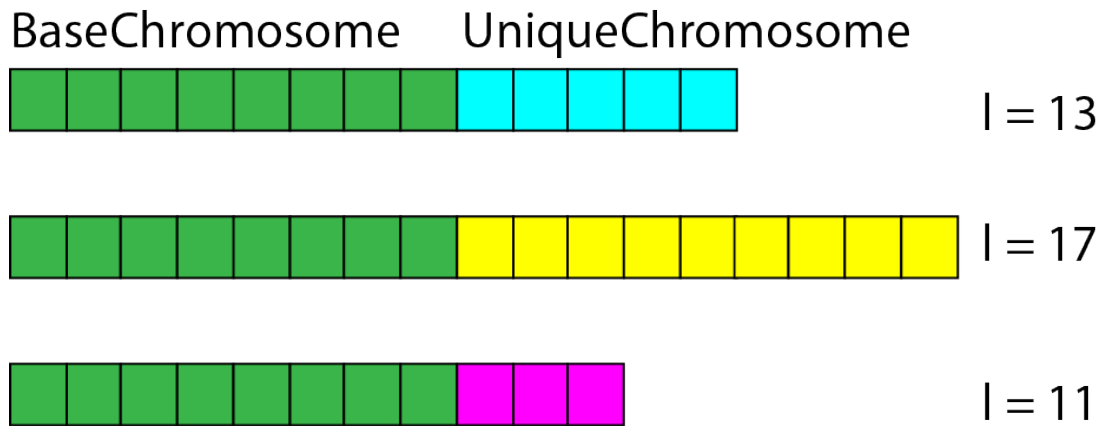 BaseChromosome UniqueChromosome
l = 13
l = 17
l = 11